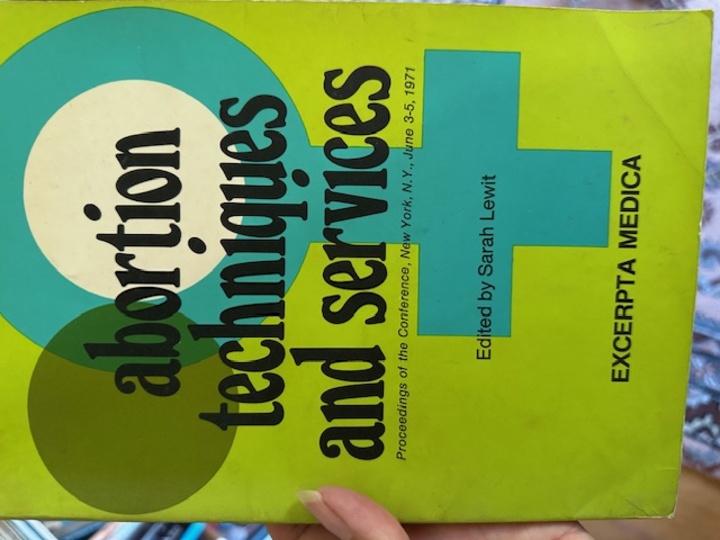 abortion
techniques
and services
Proceedings of the Conference, New York, N.Y., June 3-5, 1971
Edited by Sarah Lewit
EXCERPTA MEDICA